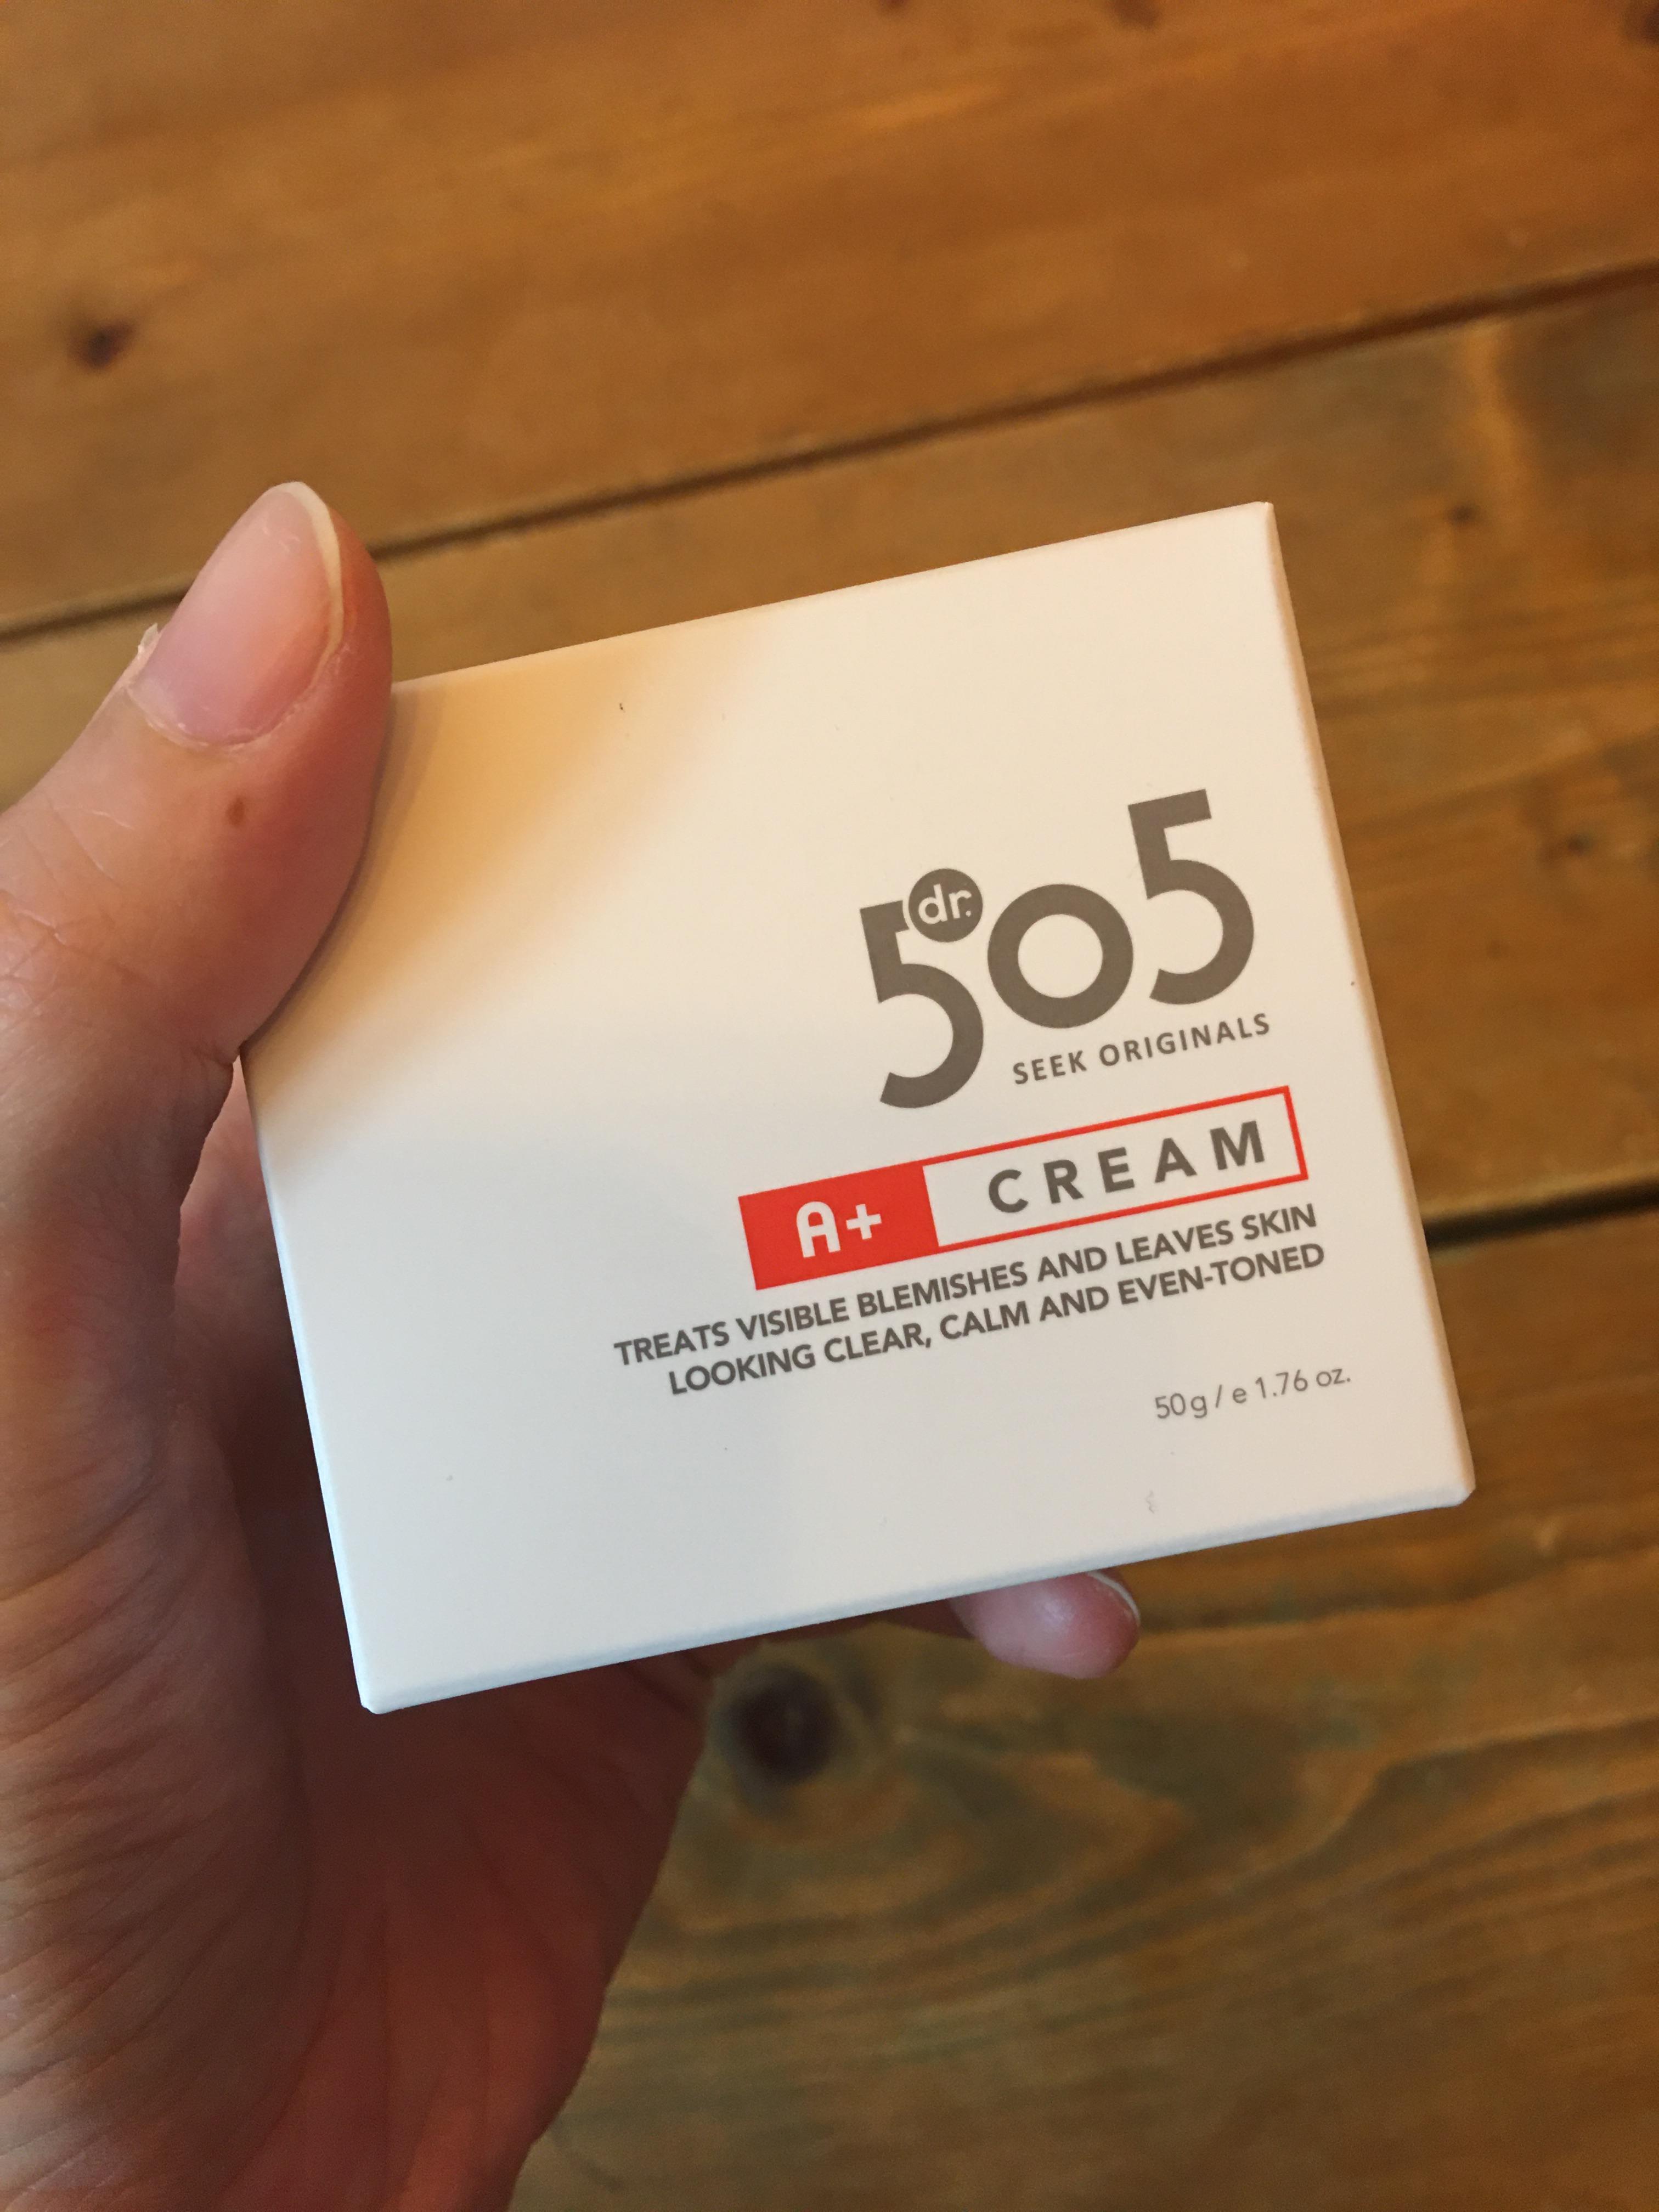 dr.
505
SEEK ORIGINALS
A+ CREAM
TREATS VISIBLE BLEMISHES AND LEAVES SKIN
LOOKING CLEAR, CALM AND EVEN-TONED
50g / e 1.76 oz.